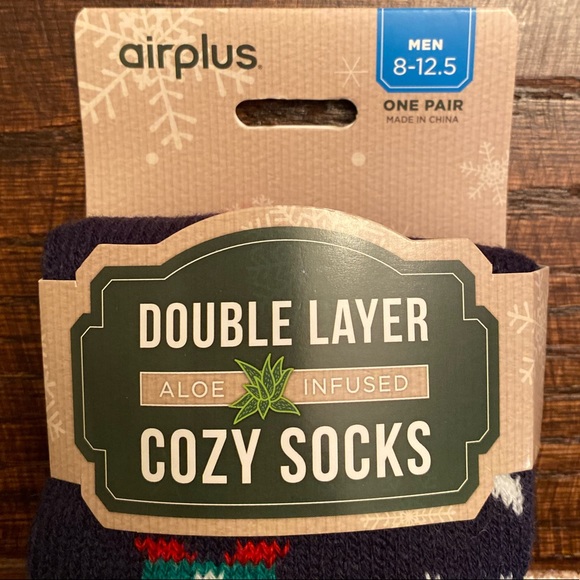 airplus
MEN
8-12.5
ONE PAIR
MADE IN CHINA
DOUBLE LAYER
ALOE INFUSED
COZY SOCKS